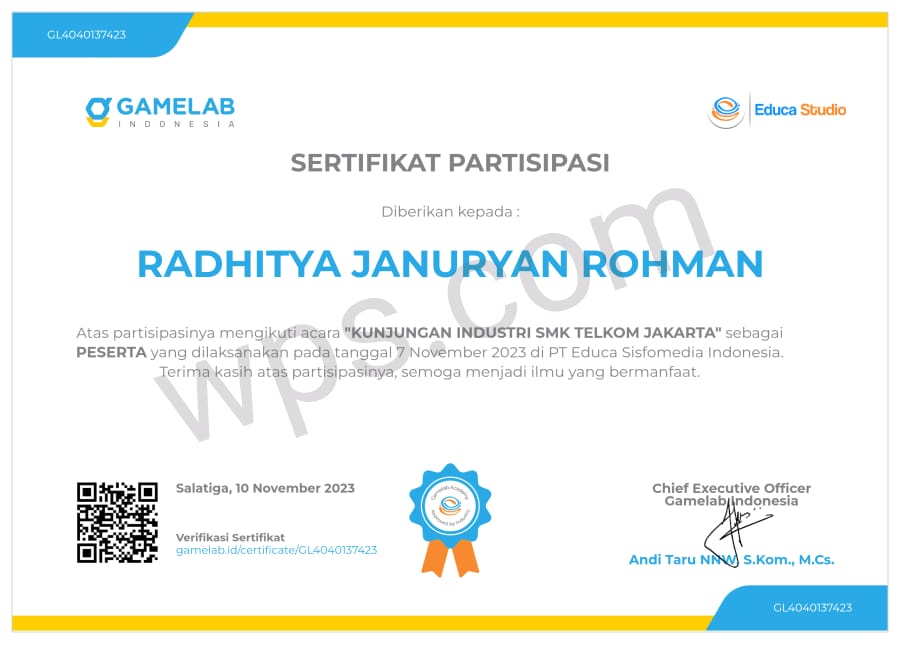 GL4040137423
GAMELAB
INDONESIA
Educa Studio
SERTIFIKAT PARTISIPASI
Diberikan kepada :
RADHITYA JANURYAN ROHMAN
Atas partisipasinya mengikuti acara "KUNJUNGAN INDUSTRI SMK TELKOM JAKARTA" sebagai
PESERTA yang dilaksanakan pada tanggal 7 November 2023 di PT Educa Sisfomedia Indonesia.
Terima kasih atas partisipasinya, semoga menjadi ilmu yang bermanfaat.
wps.com
Salatiga, 10 November 2023
Verifikasi Sertifikat
gamelab.id/certificate/GL4040137423
Gamelab Academy
Approved by Industry
Chief Executive Officer
Gamelab Indonesia
Andi Taru NNW, S.Kom., M.Cs.
GL4040137423